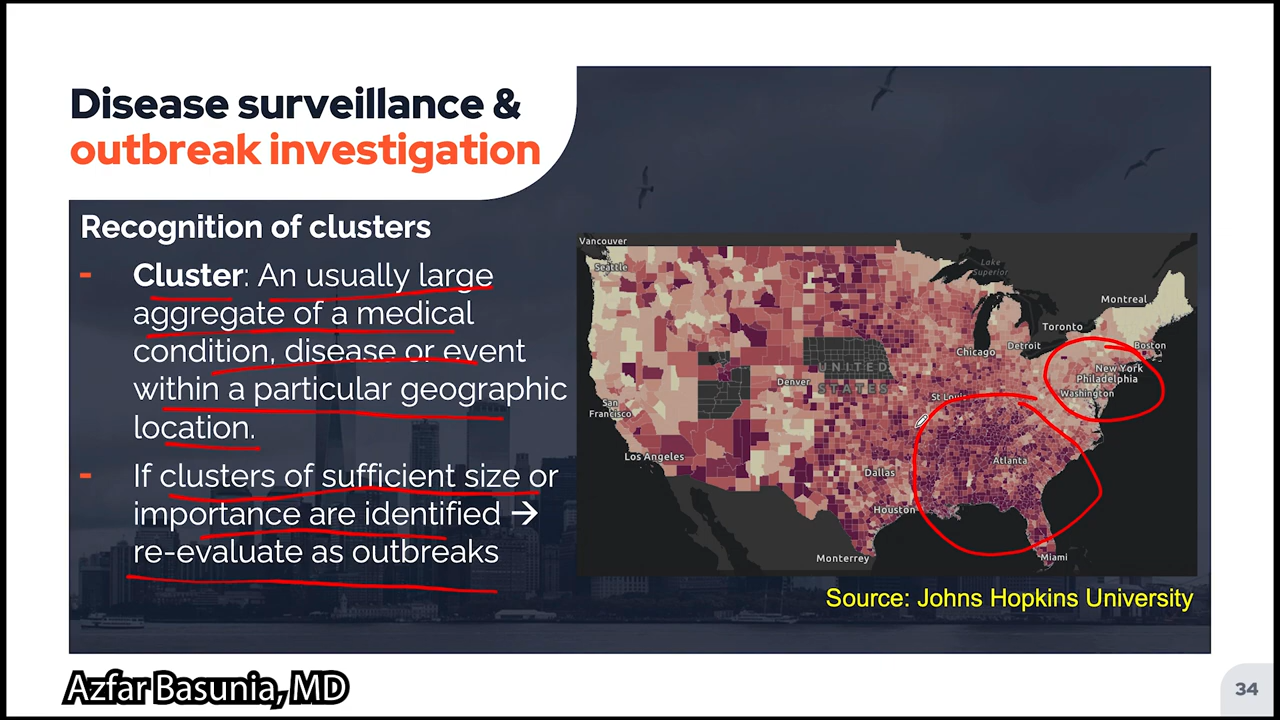 Disease surveillance &
outbreak investigation
Recognition of clusters
- Cluster: An usually large
aggregate of a medical
condition, disease or event
within a particular geographic
location.
- If clusters of sufficient size or
importance are identified →
re-evaluate as outbreaks
Vancouver
Seattle
Lake
Superior
Montreal
Toronto
Boston
Chicago
Detroit
New York
Philadelphia
UNITED
STATES
Denver
Washington
San
Francisco
St Louis
Los Angeles
Atlanta
Dallas
Houston
Monterrey
Miami
Source: Johns Hopkins University
Azfar Basunia, MD
34